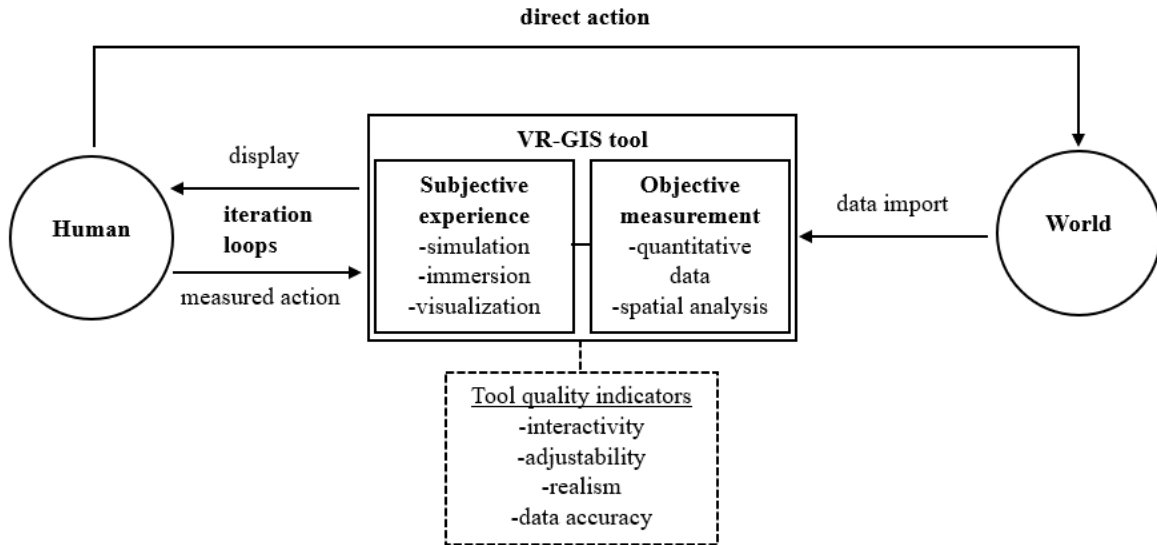 direct action
VR-GIS tool
display
Human
iteration
loops
measured action
Subjective
experience
-simulation
-immersion
-visualization
Objective
measurement
-quantitative
data
-spatial analysis
data import
World
Tool quality indicators
-interactivity
-adjustability
-realism
-data accuracy